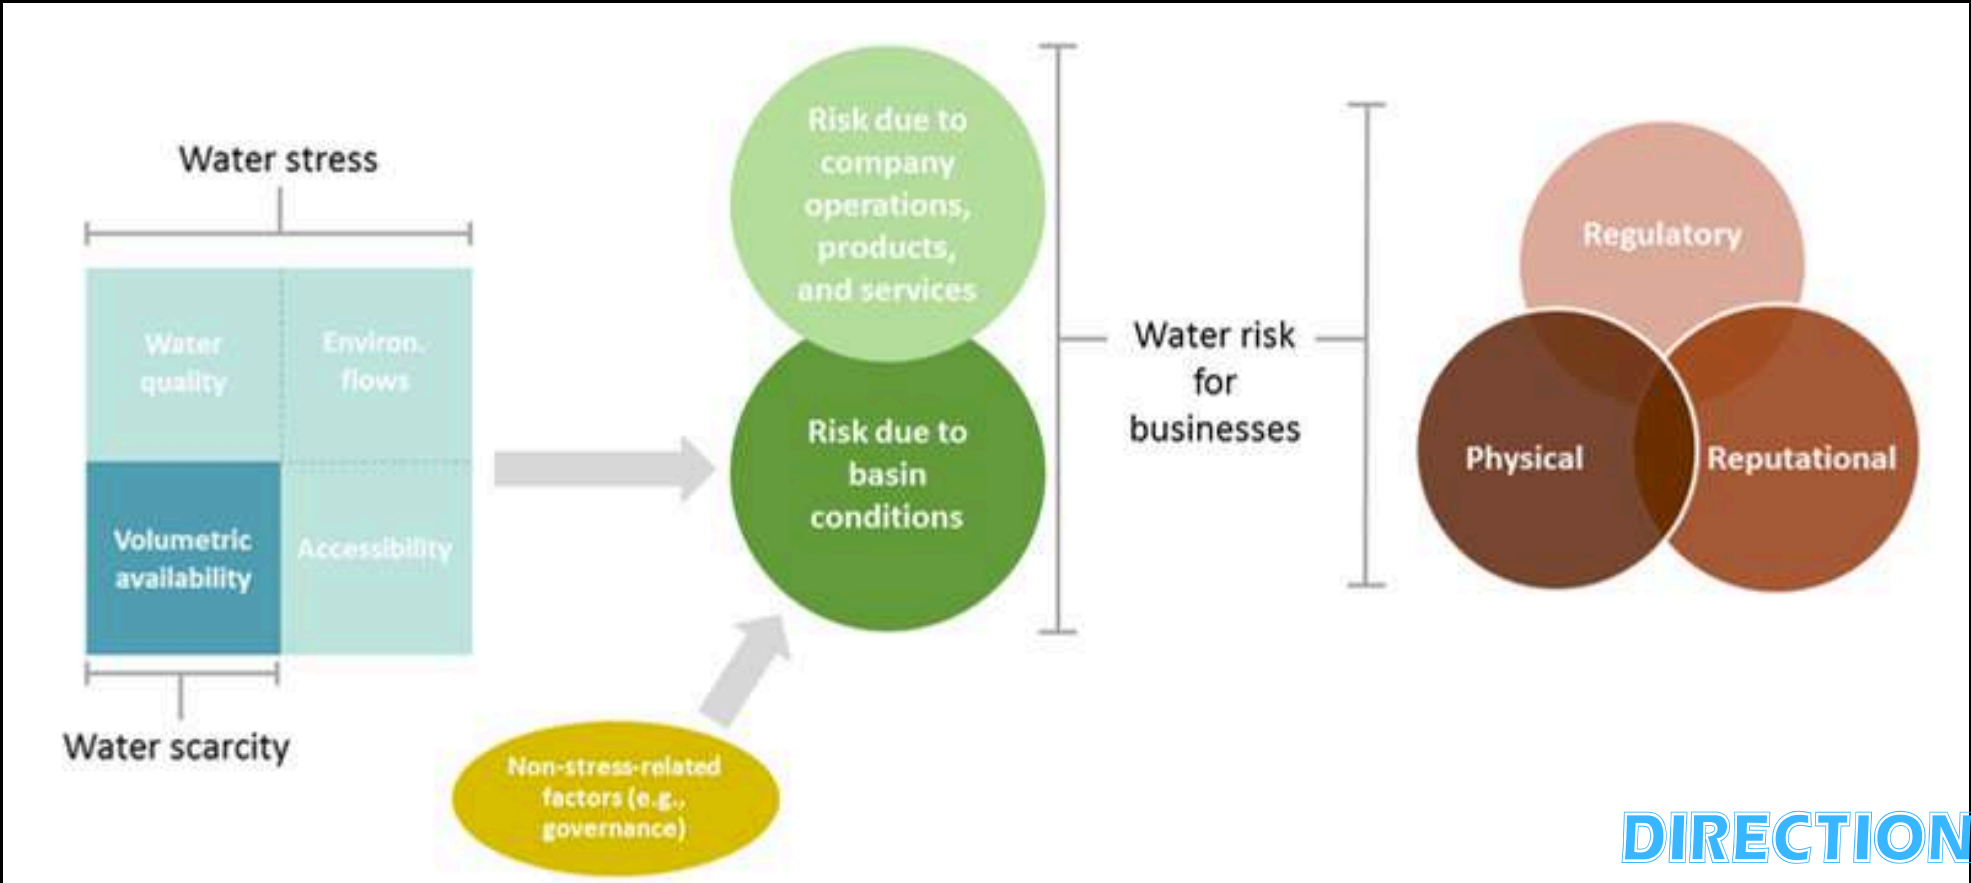 Water stress
Water
quality
Environ.
flows
Volumetric
availability
Accessibility
Water scarcity
Risk due to
company
operations,
products,
and services
Risk due to
basin
conditions
Non-stress-related
factors (e.g.,
governance)
Water risk
for
businesses
Regulatory
Physical
Reputational
DIRECTION